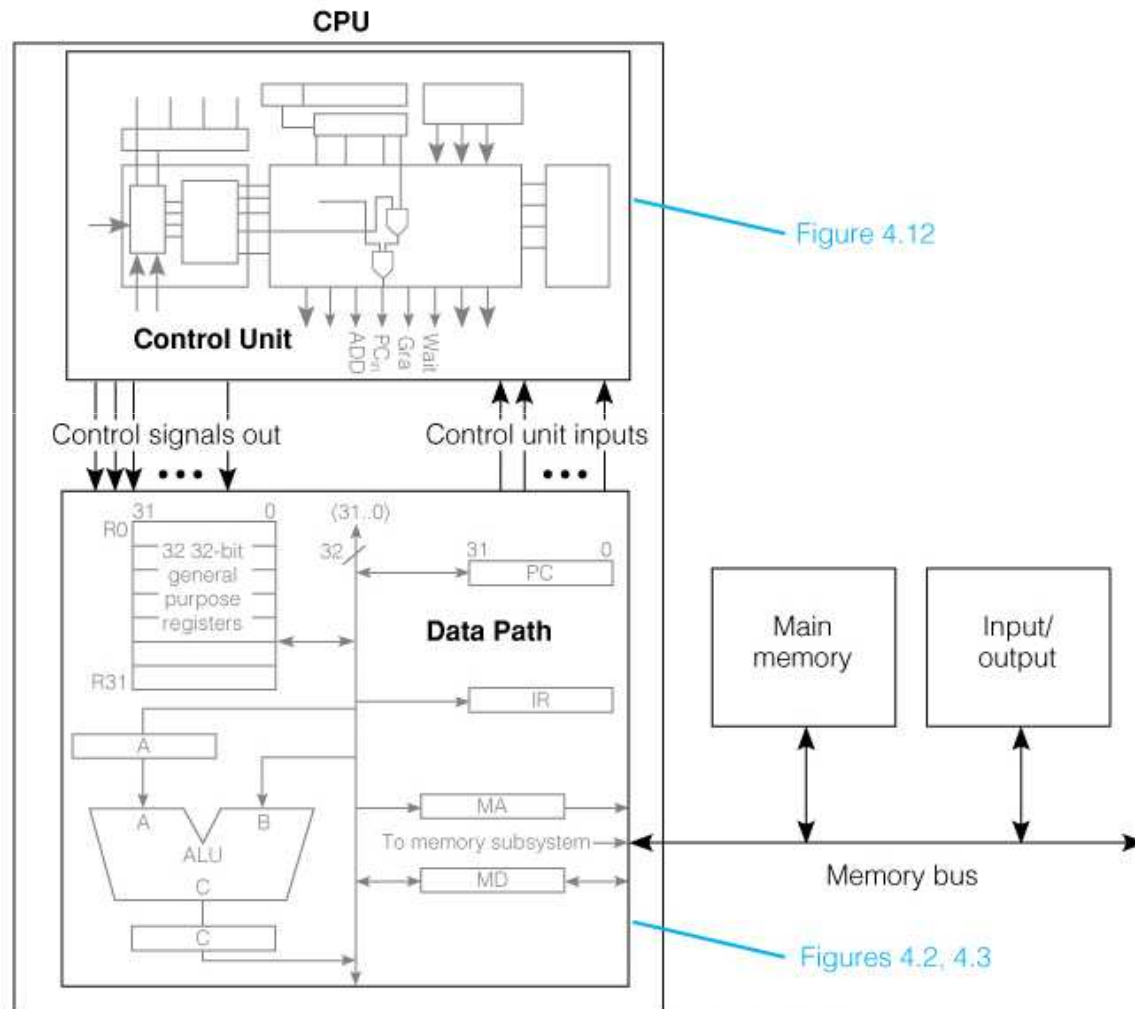 CPU
Figure 4.12
Control Unit
ADD
PCin
Gra
Wait
Control signals out
Control unit inputs
31 0
⟨31..0⟩
R0
32 32-bit
general
purpose
registers
R31
32
31 0
PC
Data Path
IR
A
A B
ALU
C
C
MA
To memory subsystem
MD
Main
memory
Input/
output
Memory bus
Figures 4.2, 4.3